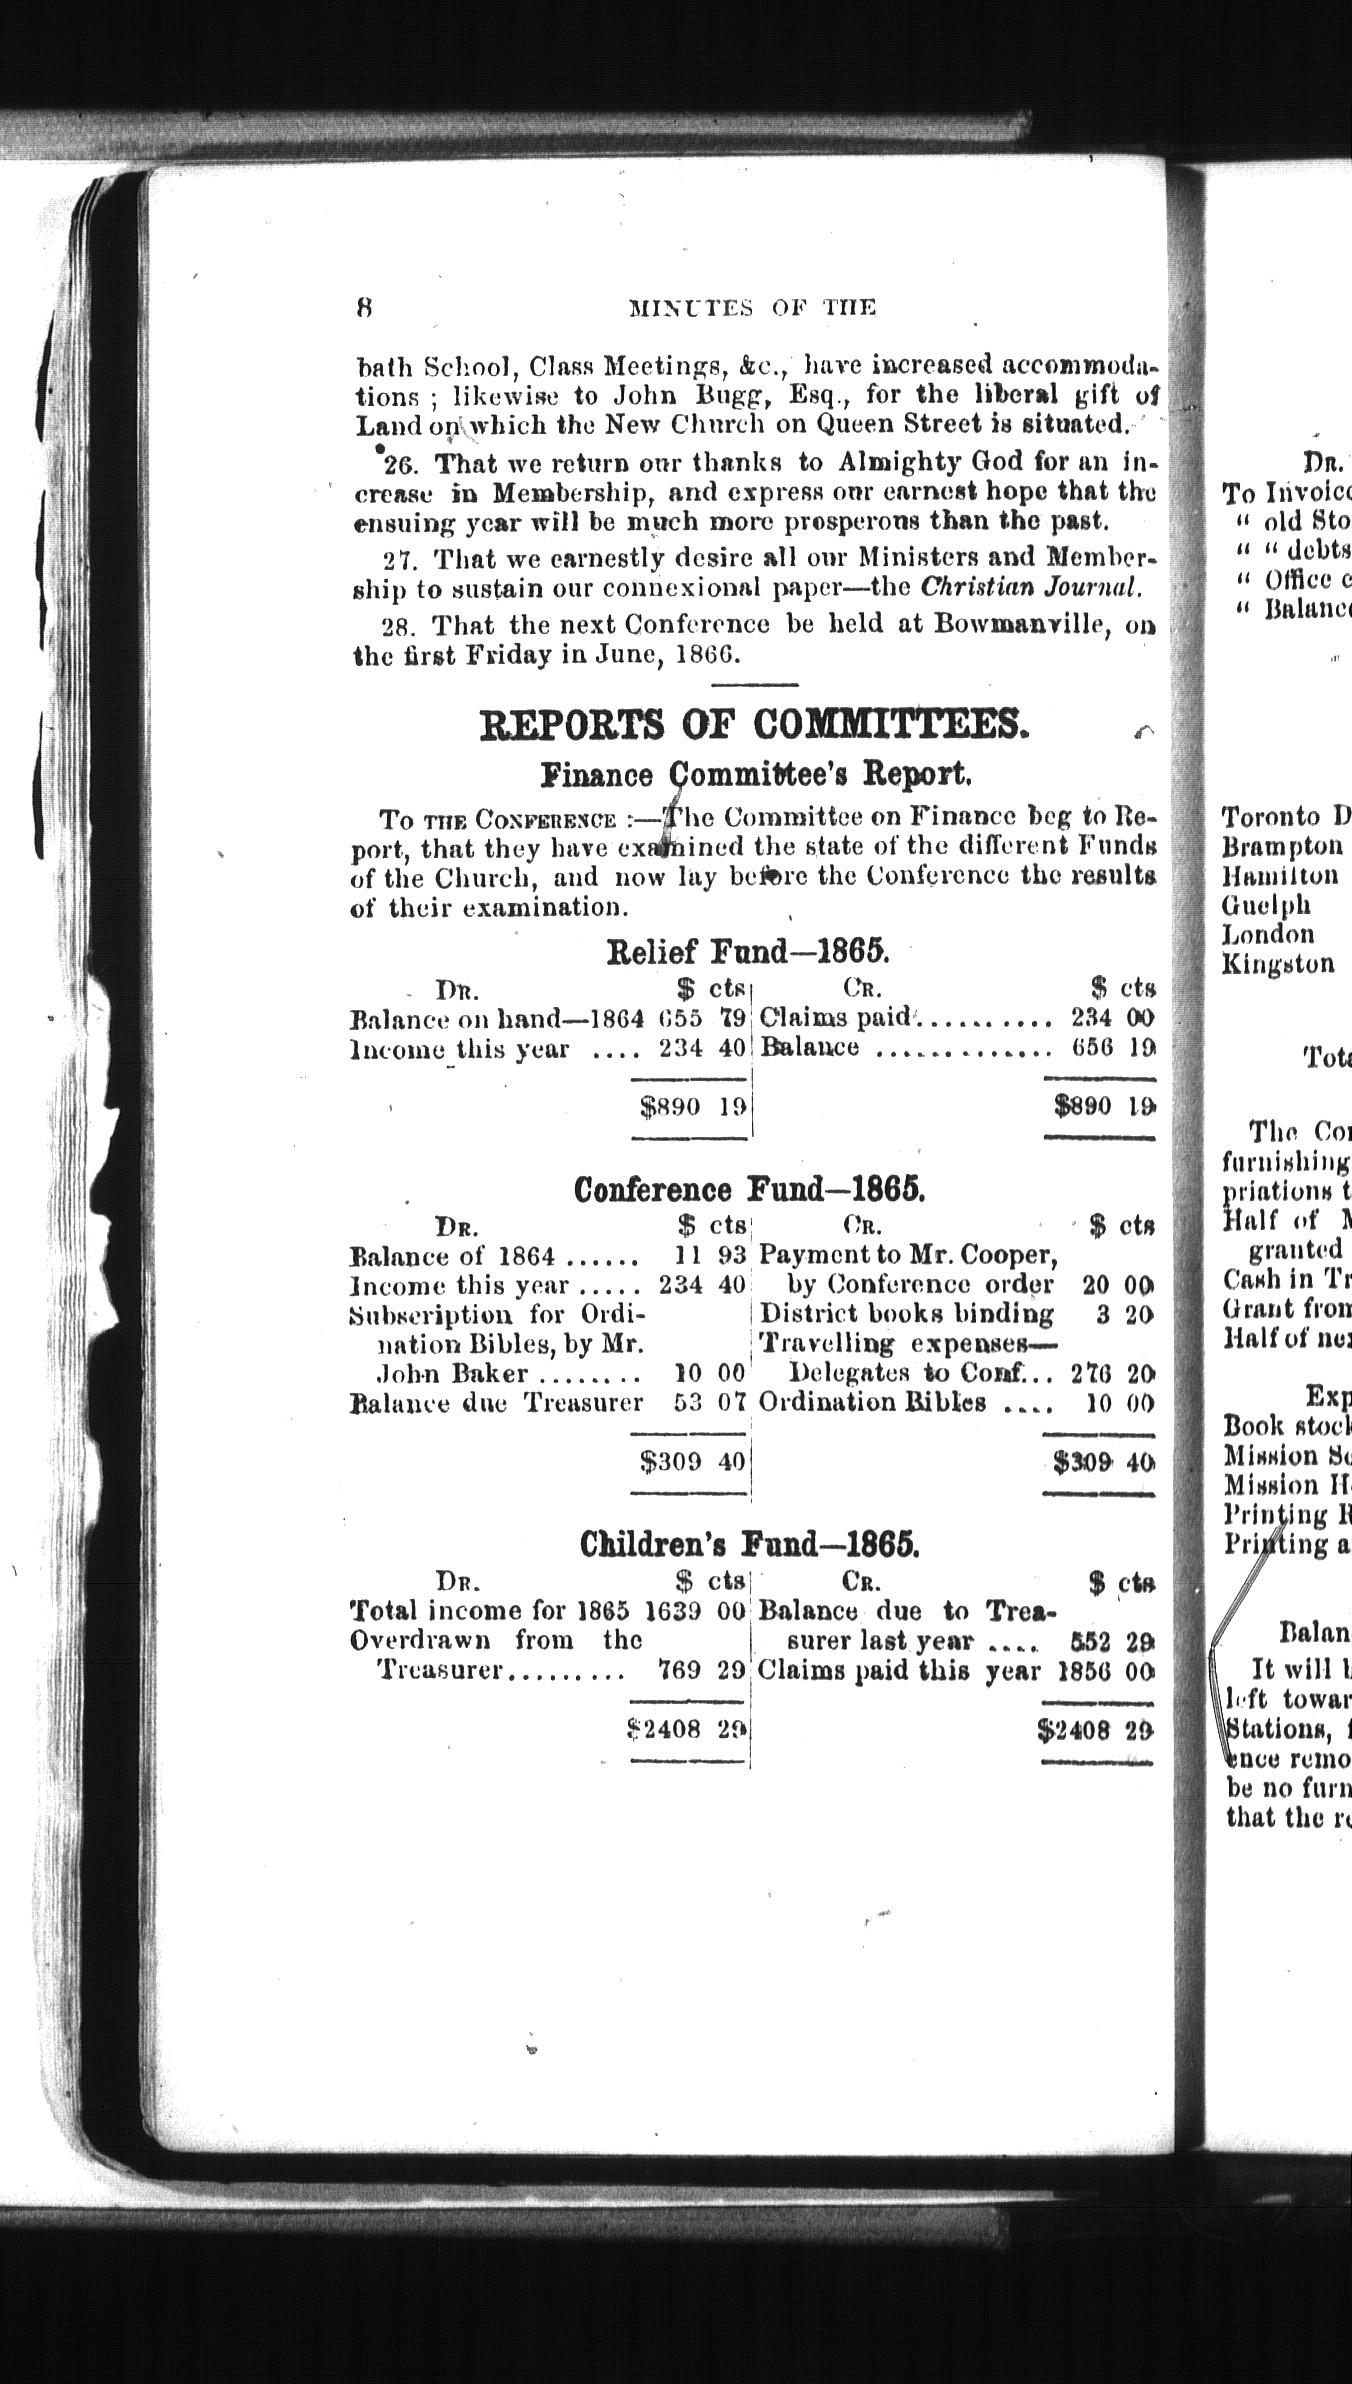 8 MINUTES OF THE
bath School, Class Meetings, &c., have increased accommoda-
tions ; likewise to John Bugg, Esq., for the liberal gift of
Land on which the New Church on Queen Street is situated.
26. That we return our thanks to Almighty God for an in-
crease in Membership, and express our earnest hope that the
ensuing year will be much more prosperous than the past.
27. That we earnestly desire all our Ministers and Member-
ship to sustain our connexional paper—the Christian Journal.
28. That the next Conference be held at Bowmanville, on
the first Friday in June, 1866.
REPORTS OF COMMITTEES.
Finance Committee's Report.
TO THE CONFERENCE :—The Committee on Finance beg to Re-
port, that they have examined the state of the different Funds
of the Church, and now lay before the Conference the results
of their examination.
Relief Fund—1865.
DR. $ cts CR. $ cts
Balance on hand—1864 655 79 Claims paid.......... 234 00
Income this year .... 234 40 Balance ............. 656 19
$890 19 $890 19
Conference Fund—1865.
DR. $ cts CR. $ cts
Balance of 1864 ...... 11 93 Payment to Mr. Cooper,
Income this year ..... 234 40 by Conference order 20 00
Subscription for Ordi- District books binding 3 20
nation Bibles, by Mr. Travelling expenses—
John Baker ........ 10 00 Delegates to Conf... 276 20
Balance due Treasurer 53 07 Ordination Bibles .... 10 00
$309 40 $309 40
Children's Fund—1865.
DR. $ cts CR. $ cts
Total income for 1865 1639 00 Balance due to Trea-
Overdrawn from the surer last year .... 552 29
Treasurer......... 769 29 Claims paid this year 1856 00
$2408 29 $2408 29
DR.
To Invoic
" old Sto
" " debts
" Office
" Balanc
Toronto D
Brampton
Hamilton
Guelph
London
Kingston
Tot
The Co
furnishing
priations t
Half of
granted
Cash in Tr
Grant from
Half of ne
Exp
Book stock
Mission S
Mission H
Printing
Printing a
Balan
It will
left towar
Stations,
ence remo
be no furn
that the r